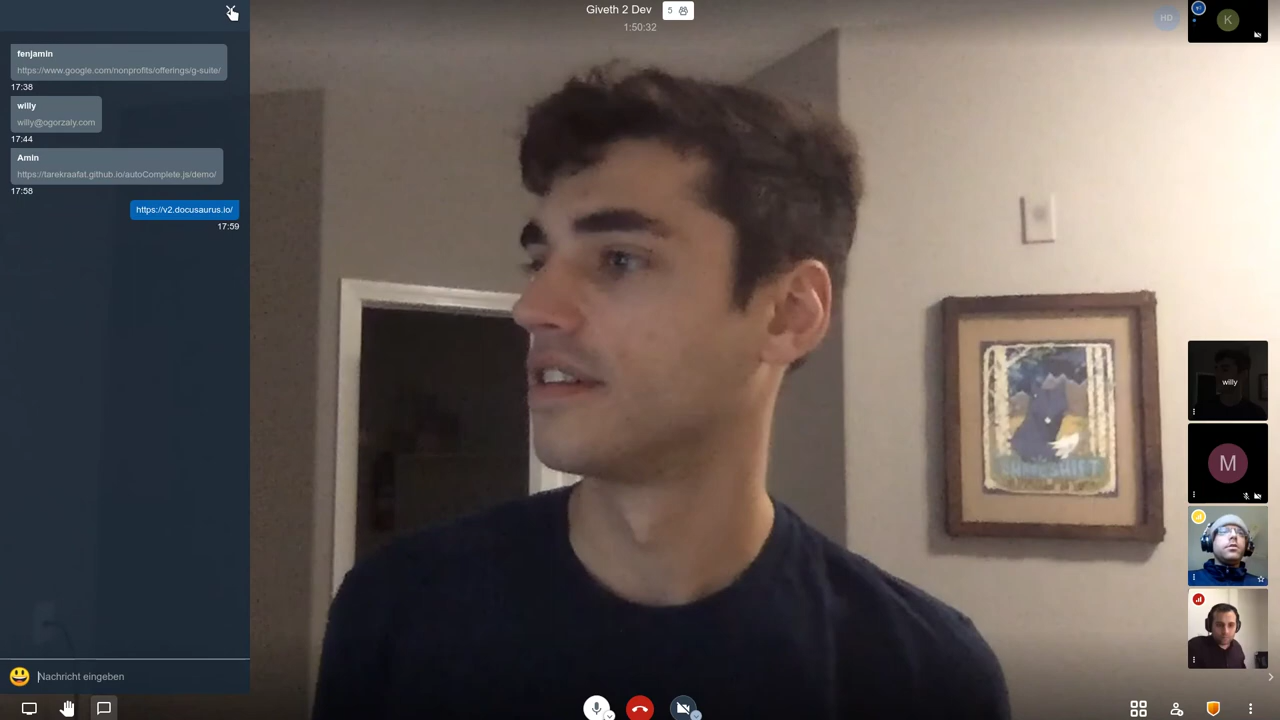 Giveth 2 Dev
5
1:50:32
HD
K
fenjamin
https://www.google.com/nonprofits/offerings/g-suite/
17:38
willy
willy@ogorzaly.com
17:44
Amin
https://tarekraafat.github.io/autoComplete.js/demo/
17:58
https://v2.docusaurus.io/
17:59
willy
M
Nachricht eingeben